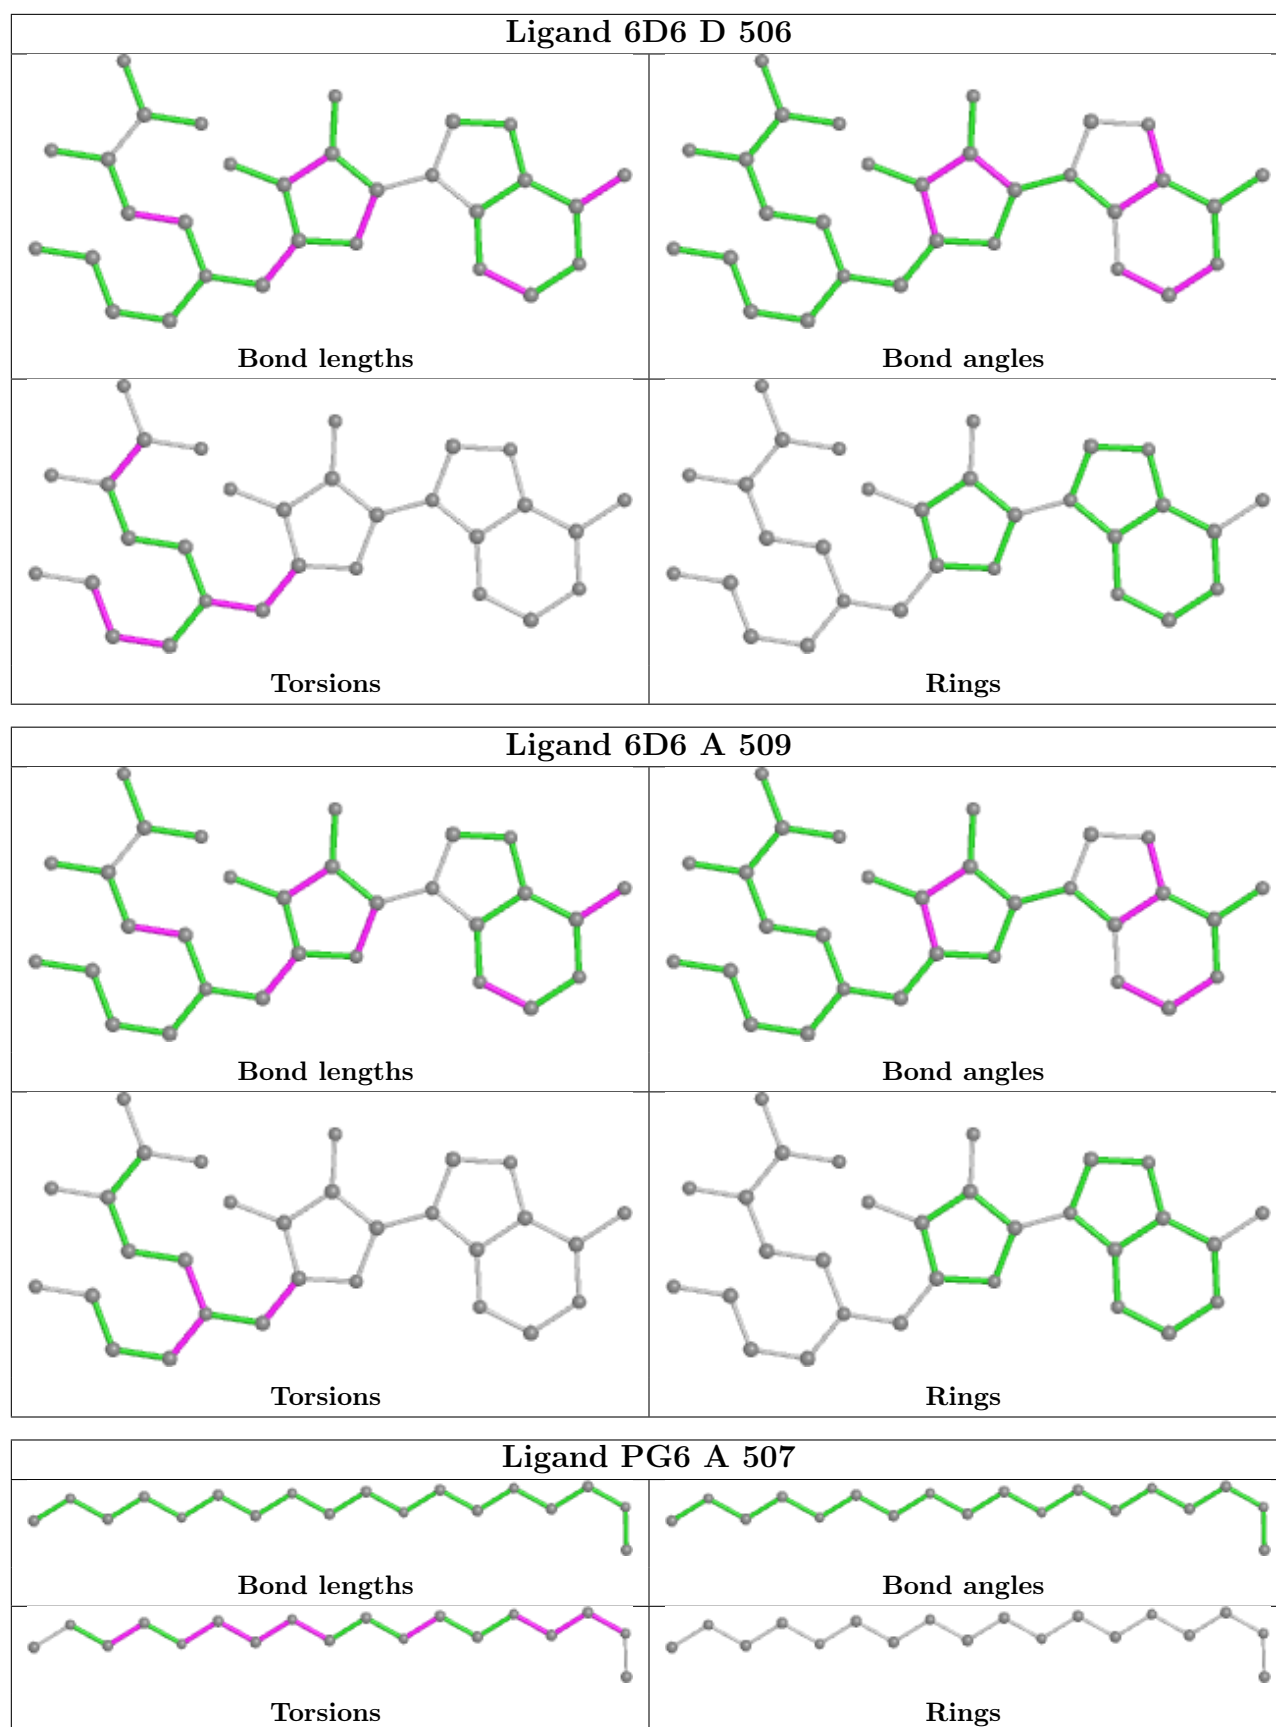 Ligand 6D6 D 506
Bond lengths
Bond angles
Torsions
Rings
Ligand 6D6 A 509
Bond lengths
Bond angles
Torsions
Rings
Ligand PG6 A 507
Bond lengths
Bond angles
Torsions
Rings